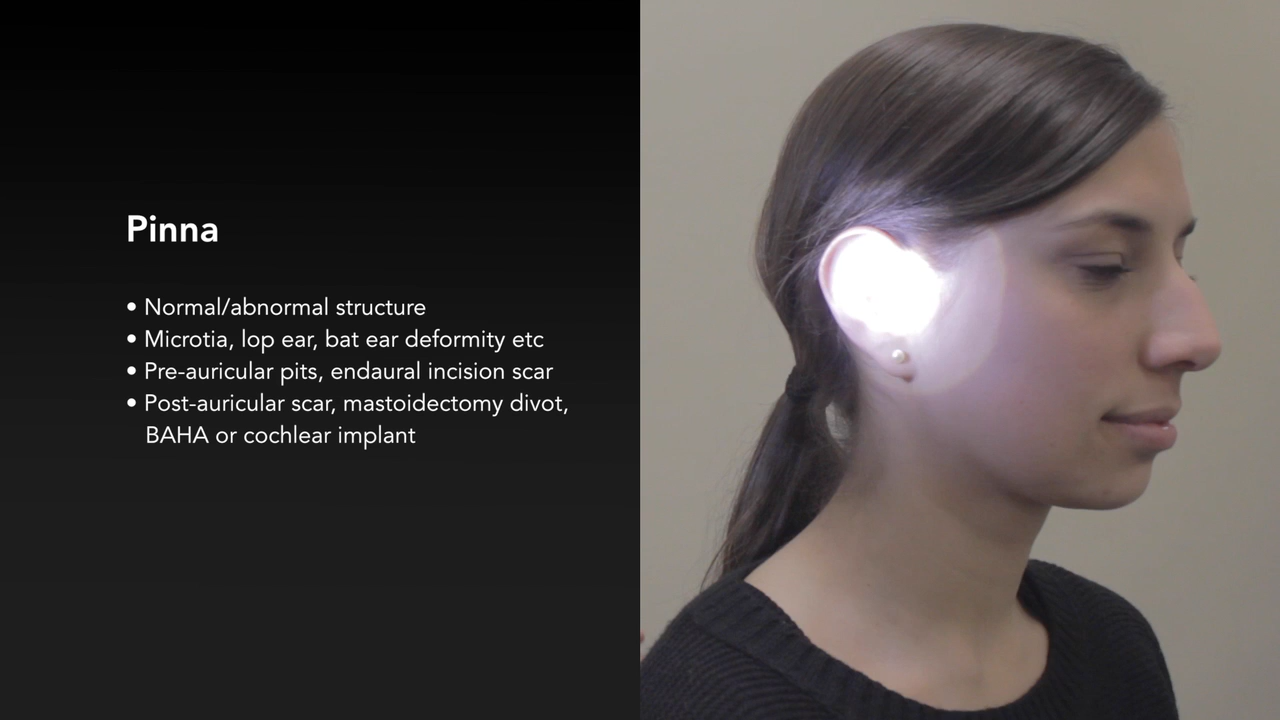 Pinna
• Normal/abnormal structure
• Microtia, lop ear, bat ear deformity etc
• Pre-auricular pits, endaural incision scar
• Post-auricular scar, mastoidectomy divot,
BAHA or cochlear implant